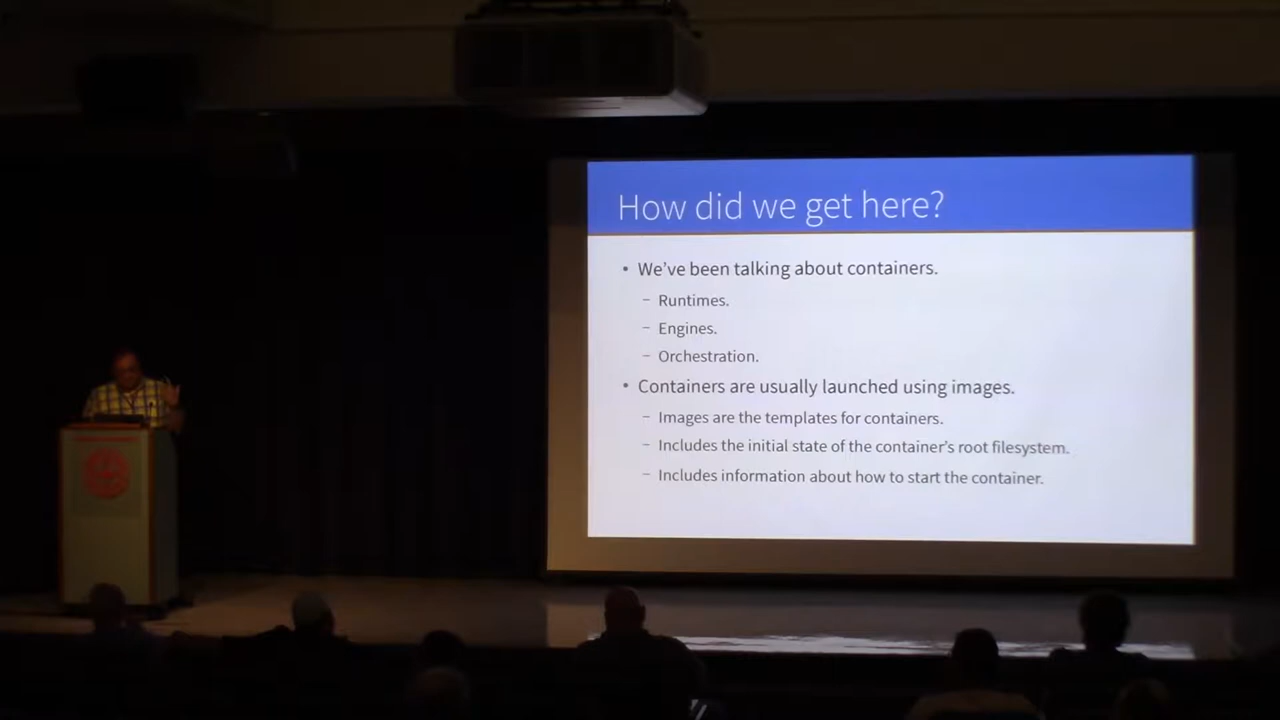 How did we get here?
• We've been talking about containers.
– Runtimes.
– Engines.
– Orchestration.
• Containers are usually launched using images.
– Images are the templates for containers.
– Includes the initial state of the container's root filesystem.
– Includes information about how to start the container.